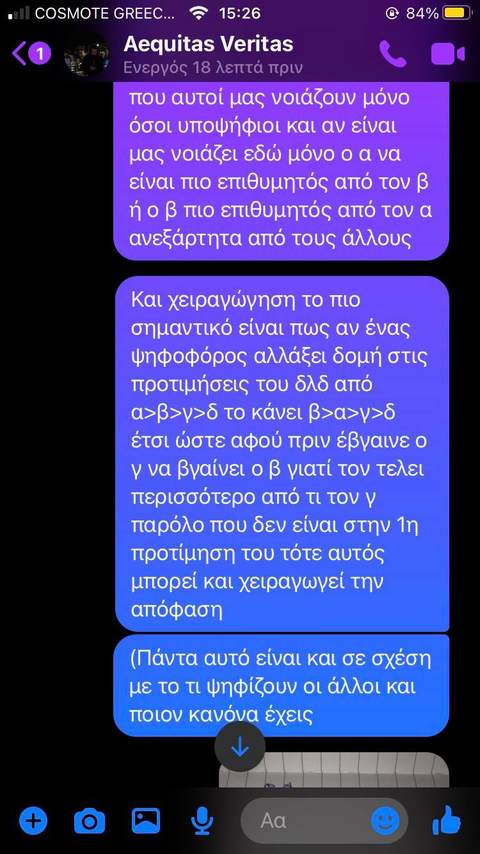 COSMOTE GREEC... 15:26 84%
1
Aequitas Veritas
Ενεργός 18 λεπτά πριν
που αυτοί μας νοιάζουν μόνο
όσοι υποψήφιοι και αν είναι
μας νοιάζει εδώ μόνο ο α να
είναι πιο επιθυμητός από τον β
ή ο β πιο επιθυμητός από τον α
ανεξάρτητα από τους άλλους
Και χειραγώγηση το πιο
σημαντικό είναι πως αν ένας
ψηφοφόρος αλλάξει δομή στις
προτιμήσεις του δλδ από
α>β>γ>δ το κάνει β>α>γ>δ
έτσι ώστε αφού πριν έβγαινε ο
γ να βγαίνει ο β γιατί τον τελει
περισσότερο από τι τον γ
παρόλο που δεν είναι στην 1η
προτίμηση του τότε αυτός
μπορεί και χειραγωγεί την
απόφαση
(Πάντα αυτό είναι και σε σχέση
με το τι ψηφίζουν οι άλλοι και
ποιον κανόνα έχεις
Aα